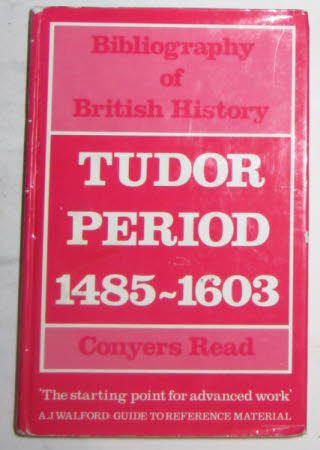 Bibliography
of
British History
TUDOR
PERIOD
1485~1603
Conyers Read
'The starting point for advanced work'
A.J WALFORD: GUIDE TO REFERENCE MATERIAL